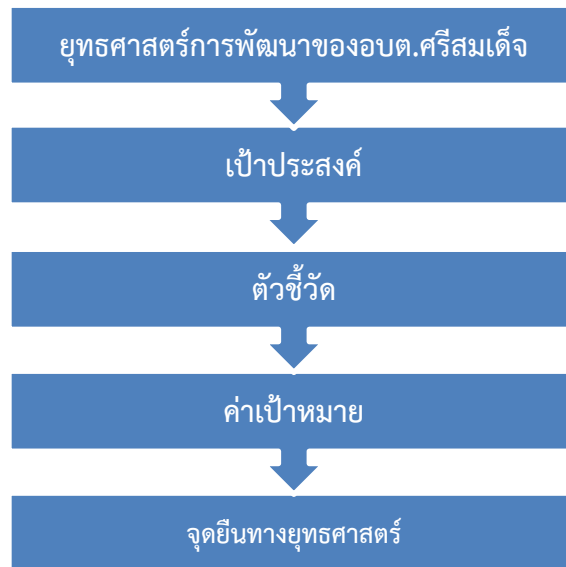 ยุทธศาสตร์การพัฒนาของอบต.ศรีสมเด็จ
เป้าประสงค์
ตัวชี้วัด
ค่าเป้าหมาย
จุดยืนทางยุทธศาสตร์